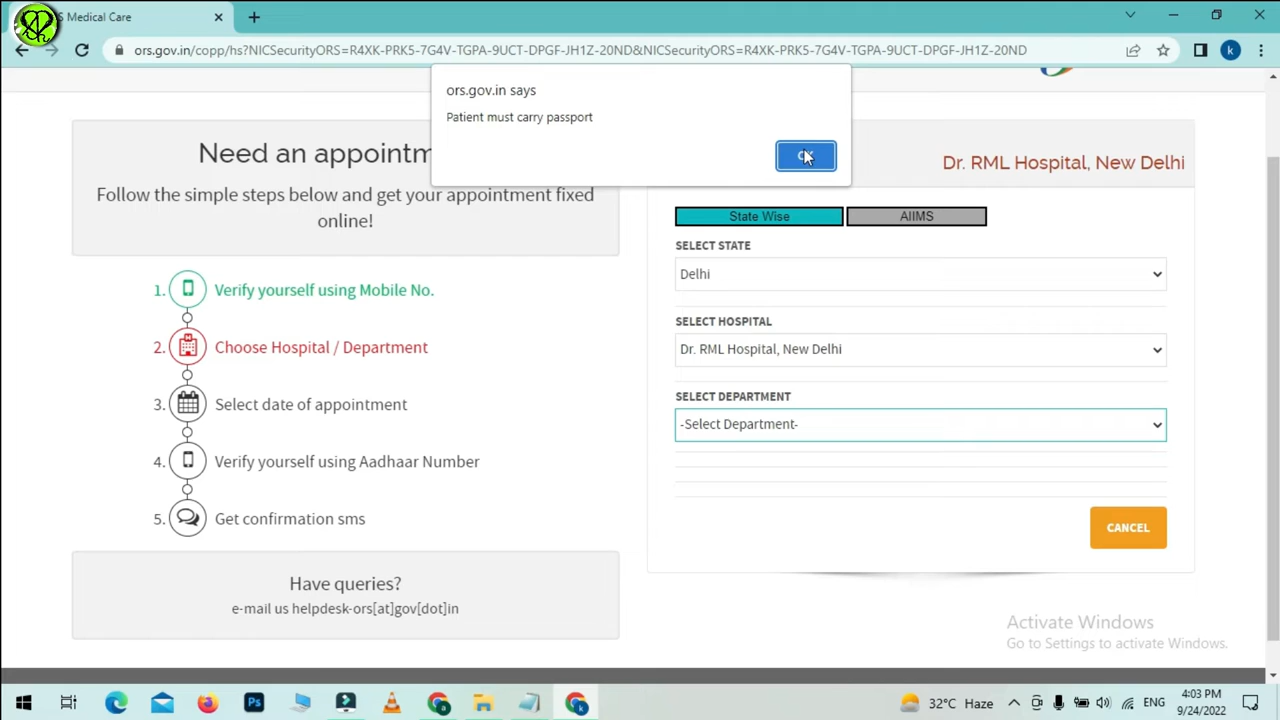 S Medical Care
ors.gov.in/copp/hs?NICSecurityORS=R4XK-PRK5-7G4V-TGPA-9UCT-DPGF-JH1Z-20ND&NICSecurityORS=R4XK-PRK5-7G4V-TGPA-9UCT-DPGF-JH1Z-20ND
k
ors.gov.in says
Patient must carry passport
Need an appointm
Follow the simple steps below and get your appointment fixed
online!
1. Verify yourself using Mobile No.
2. Choose Hospital / Department
3. Select date of appointment
4. Verify yourself using Aadhaar Number
5. Get confirmation sms
Have queries?
e-mail us helpdesk-ors[at]gov[dot]in
Dr. RML Hospital, New Delhi
State Wise
AIIMS
SELECT STATE
Delhi
SELECT HOSPITAL
Dr. RML Hospital, New Delhi
SELECT DEPARTMENT
-Select Department-
CANCEL
Activate Windows
Go to Settings to activate Windows.
Ps
a
k
32°C Haze
ENG
4:03 PM
9/24/2022